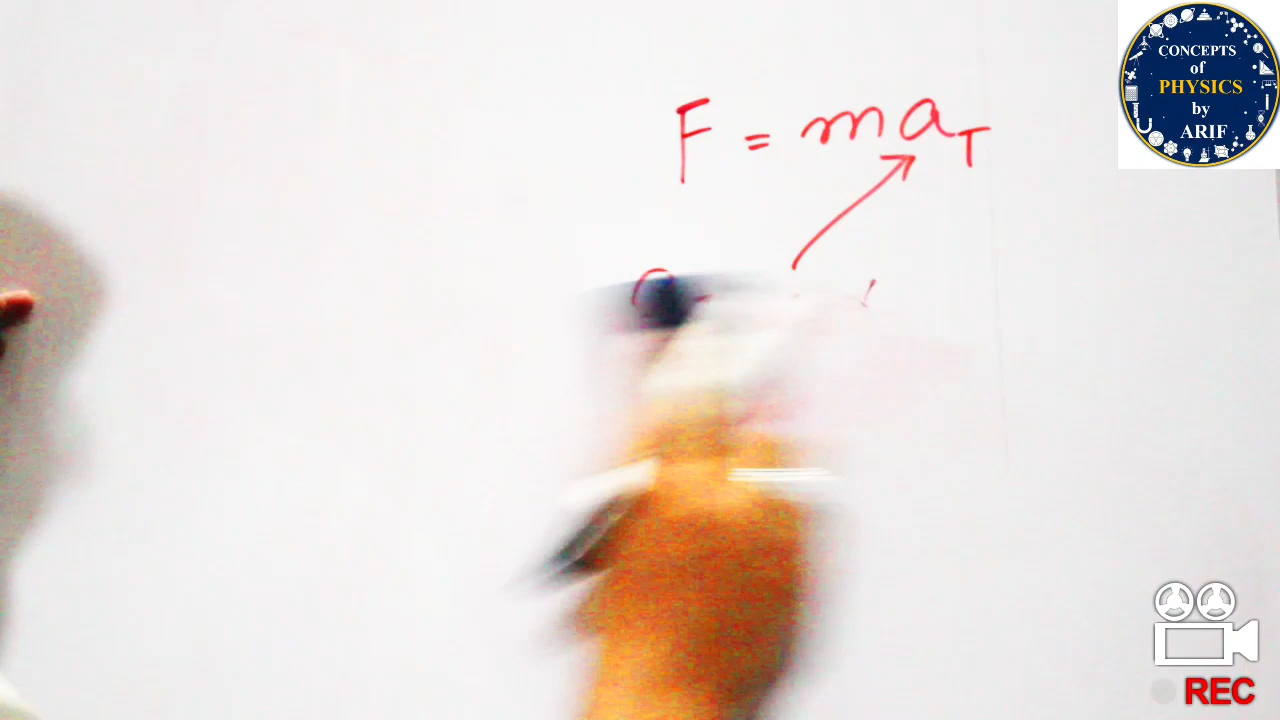 CONCEPTS
of
PHYSICS
by
ARIF
F = ma_T
REC